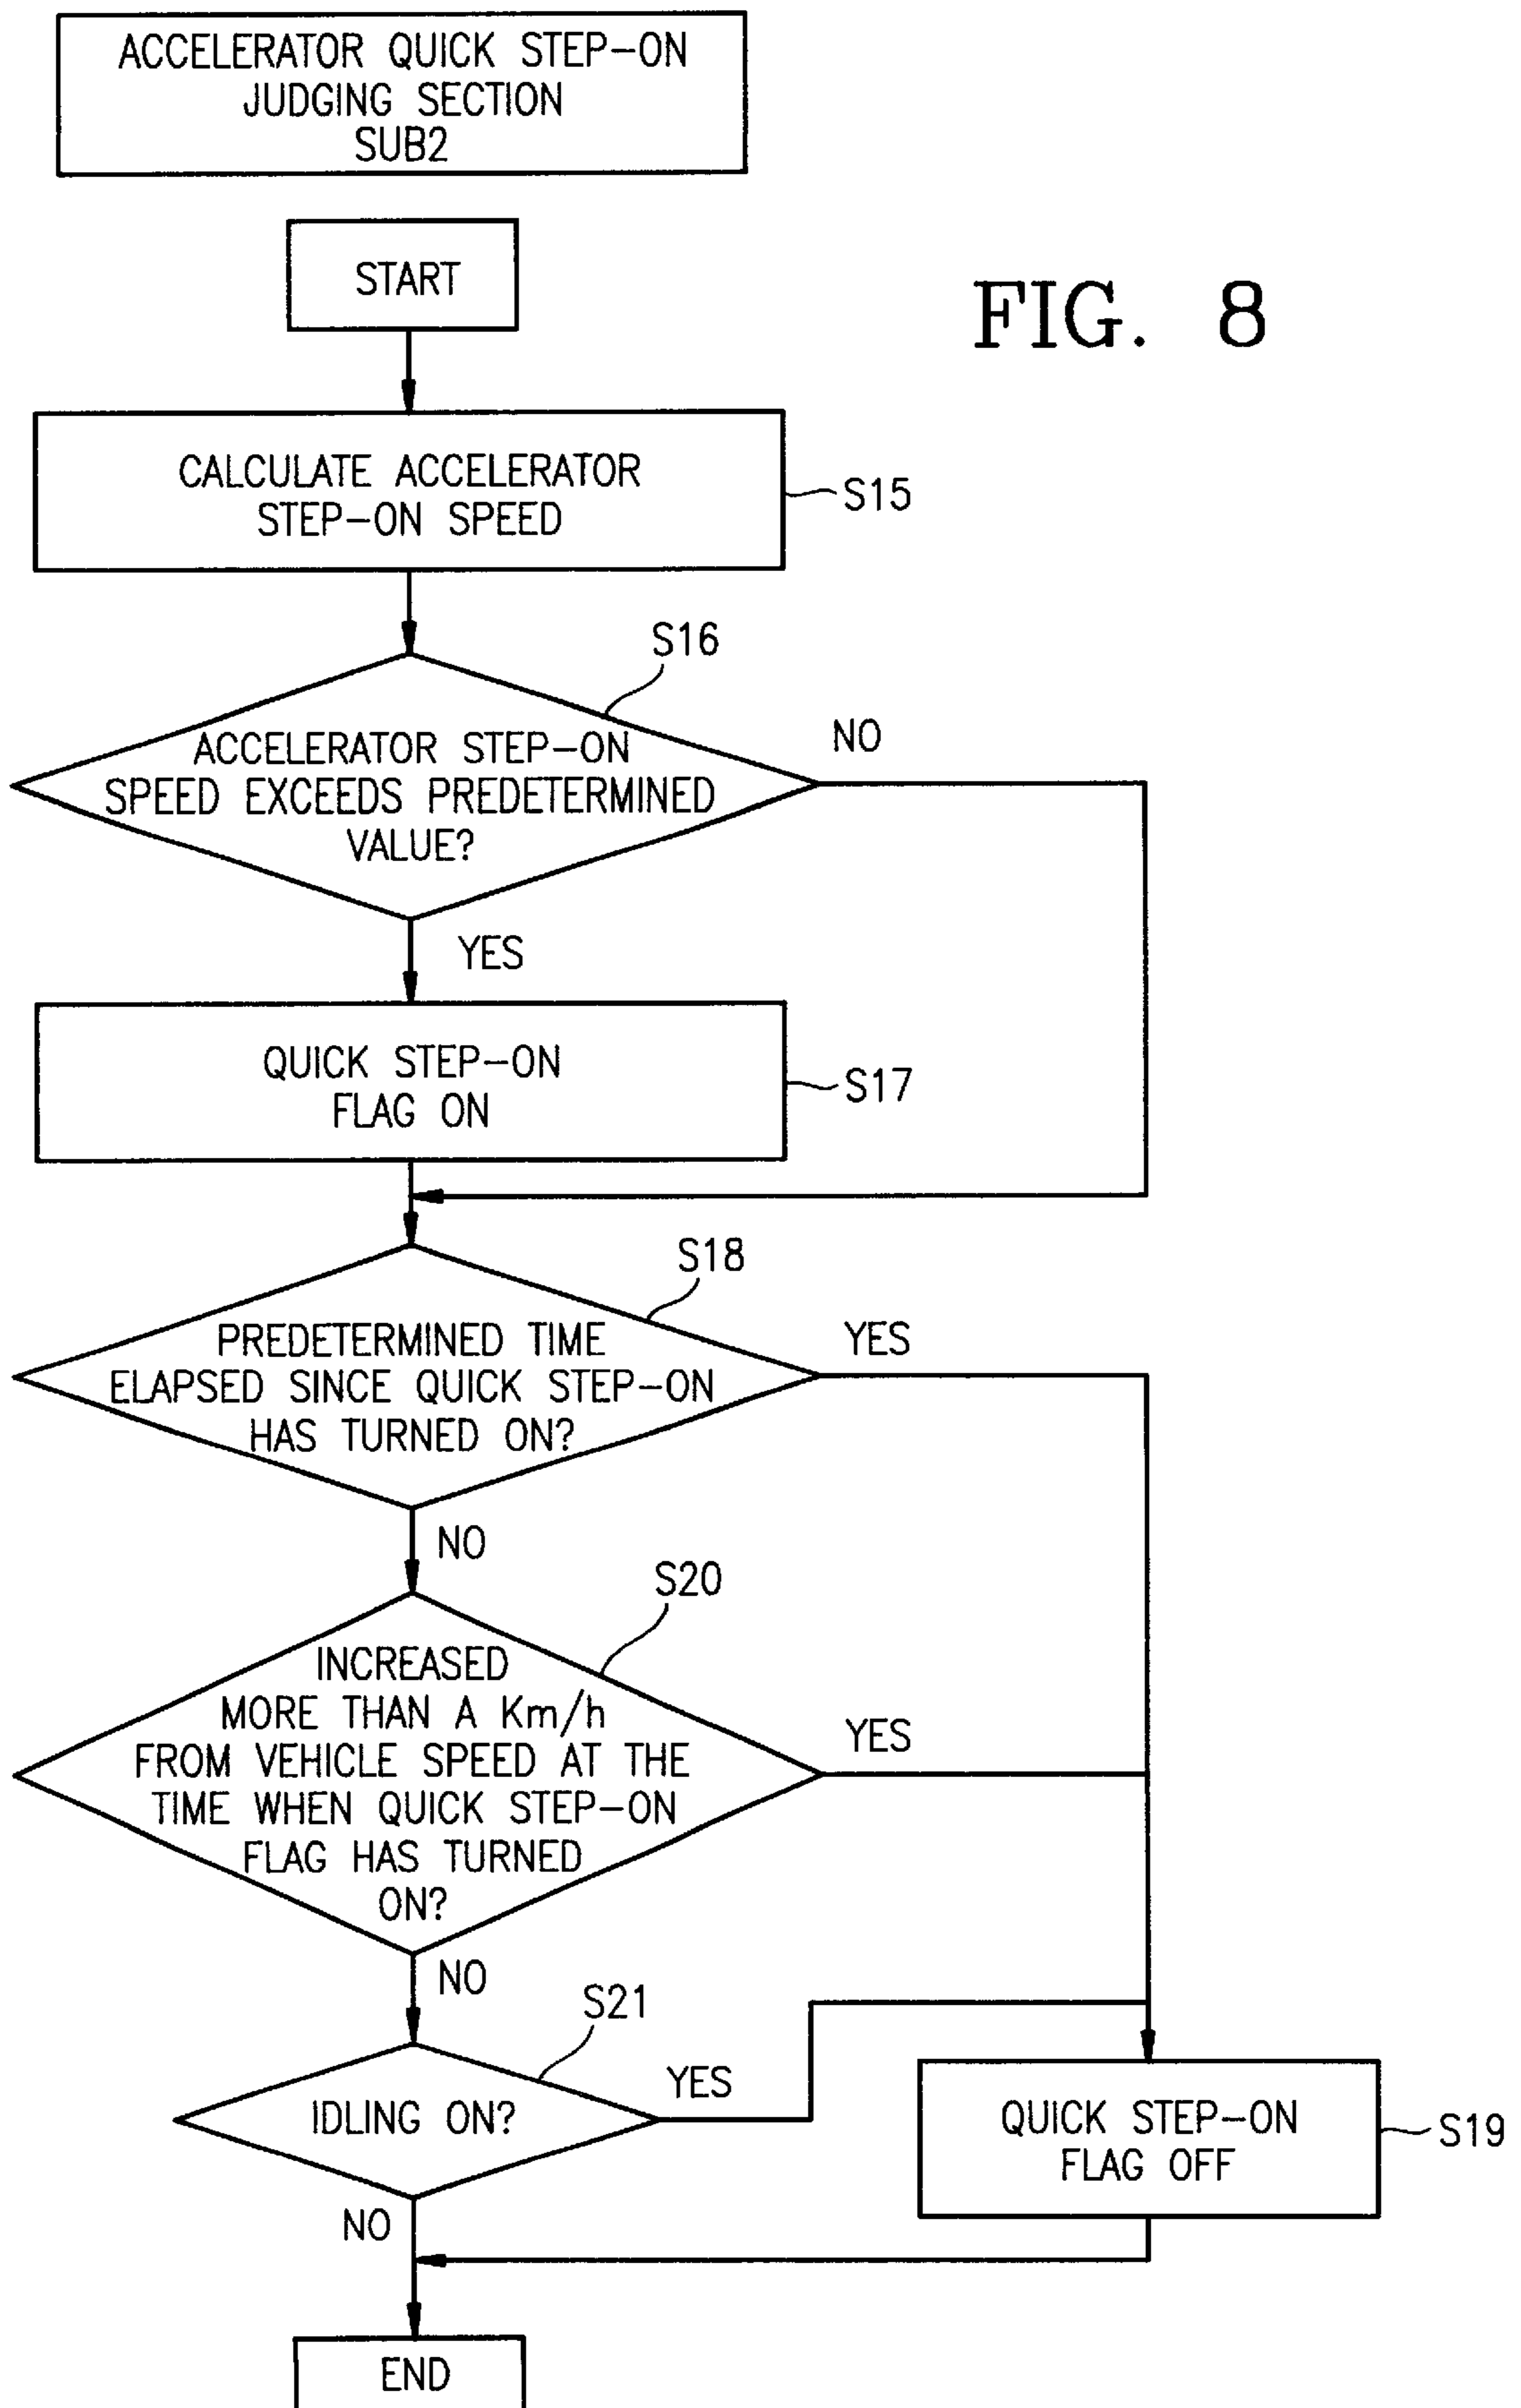 ACCELERATOR QUICK STEP-ON
JUDGING SECTION
SUB2
START
FIG. 8
CALCULATE ACCELERATOR
STEP-ON SPEED
S15
S16
ACCELERATOR STEP-ON
SPEED EXCEEDS PREDETERMINED
VALUE?
NO
YES
QUICK STEP-ON
FLAG ON
S17
S18
PREDETERMINED TIME
ELAPSED SINCE QUICK STEP-ON
HAS TURNED ON?
YES
NO
S20
INCREASED
MORE THAN A Km/h
FROM VEHICLE SPEED AT THE
TIME WHEN QUICK STEP-ON
FLAG HAS TURNED
ON?
YES
NO
S21
IDLING ON?
YES
QUICK STEP-ON
FLAG OFF
S19
NO
END